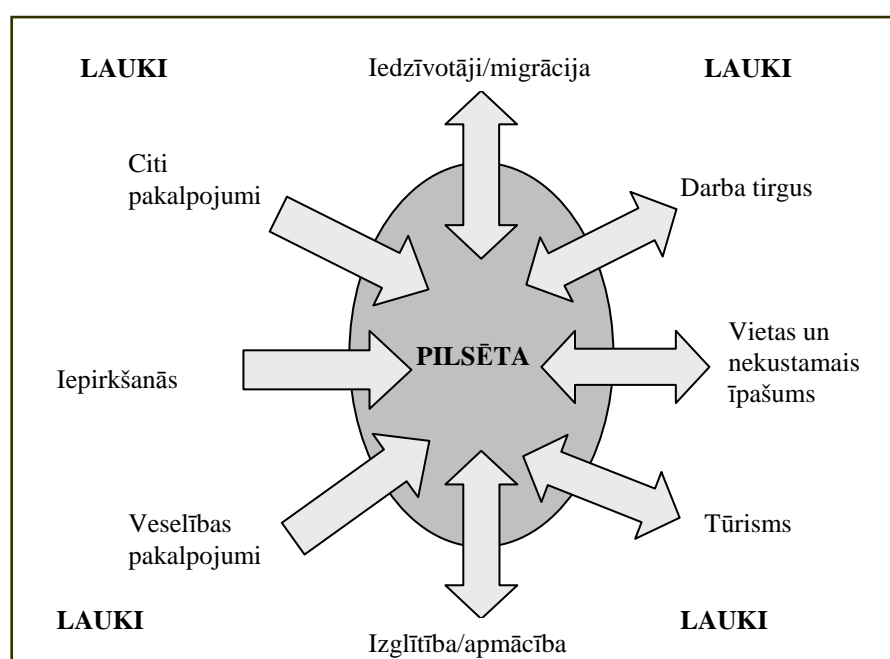 LAUKI
Iedzīvotāji/migrācija
LAUKI
Citi
pakalpojumi
Darba tirgus
Iepirkšanās
PILSĒTA
Vietas un
nekustamais
īpašums
Veselības
pakalpojumi
Tūrisms
LAUKI
Izglītība/apmācība
LAUKI